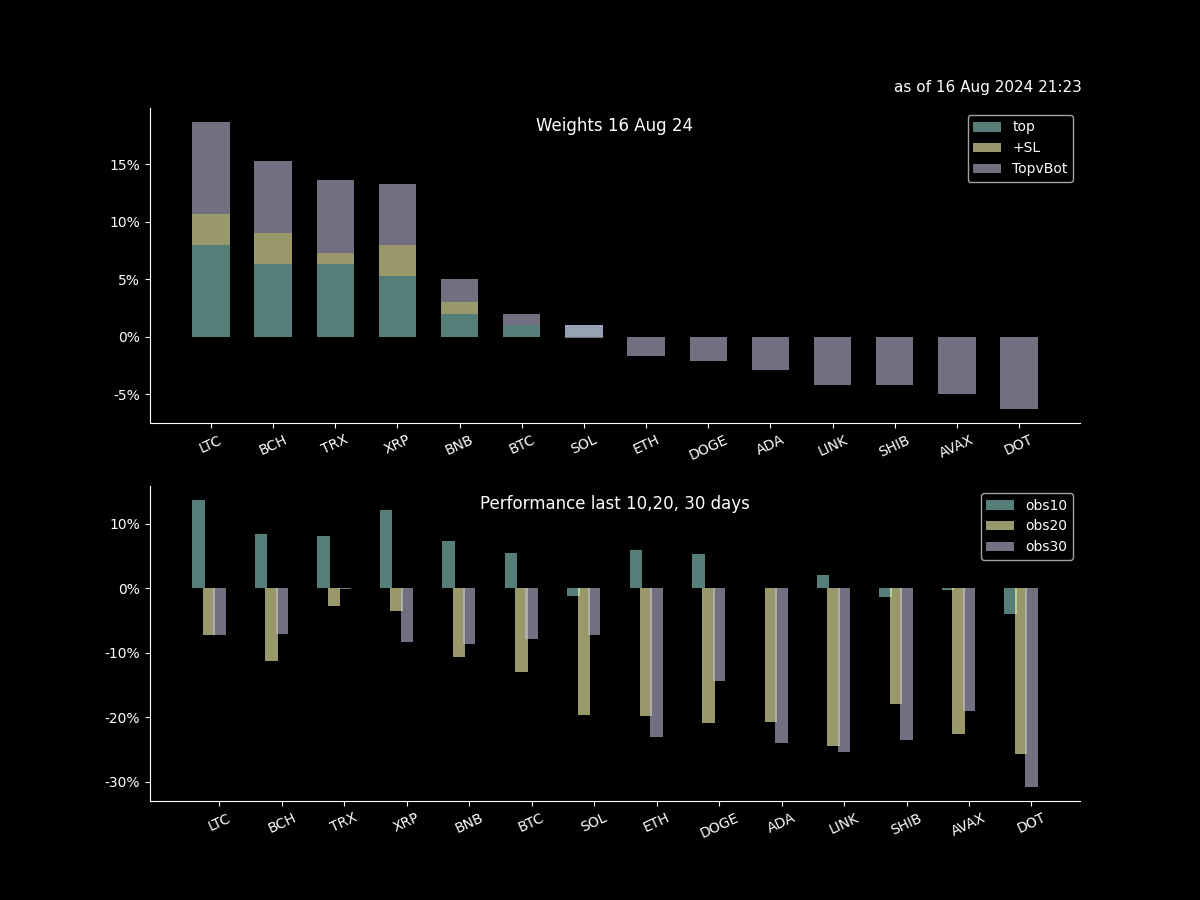 as of 16 Aug 2024 21:23
Weights 16 Aug 24
top
+SL
TopvBot
15%
10%
5%
0%
-5%
LTC BCH TRX XRP BNB BTC SOL ETH DOGE ADA LINK SHIB AVAX DOT
Performance last 10,20, 30 days
obs10
obs20
obs30
10%
0%
-10%
-20%
-30%
LTC BCH TRX XRP BNB BTC SOL ETH DOGE ADA LINK SHIB AVAX DOT